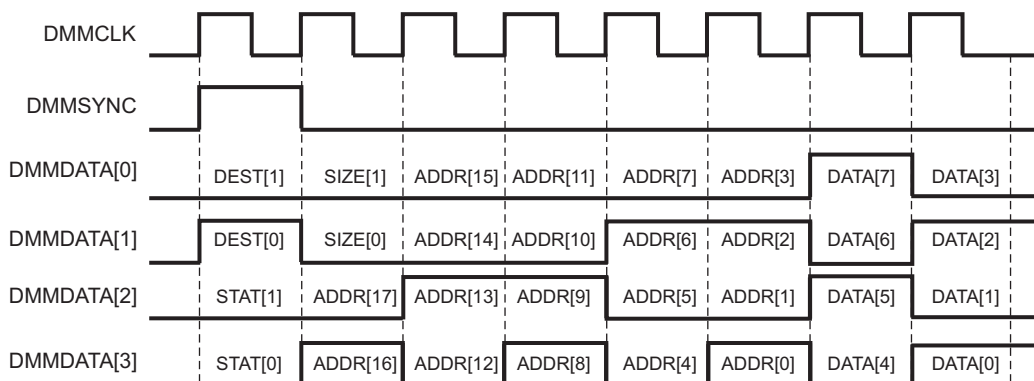 DMMCLK
DMMSYNC
DMMDATA[0] DEST[1] SIZE[1] ADDR[15] ADDR[11] ADDR[7] ADDR[3] DATA[7] DATA[3]
DMMDATA[1] DEST[0] SIZE[0] ADDR[14] ADDR[10] ADDR[6] ADDR[2] DATA[6] DATA[2]
DMMDATA[2] STAT[1] ADDR[17] ADDR[13] ADDR[9] ADDR[5] ADDR[1] DATA[5] DATA[1]
DMMDATA[3] STAT[0] ADDR[16] ADDR[12] ADDR[8] ADDR[4] ADDR[0] DATA[4] DATA[0]